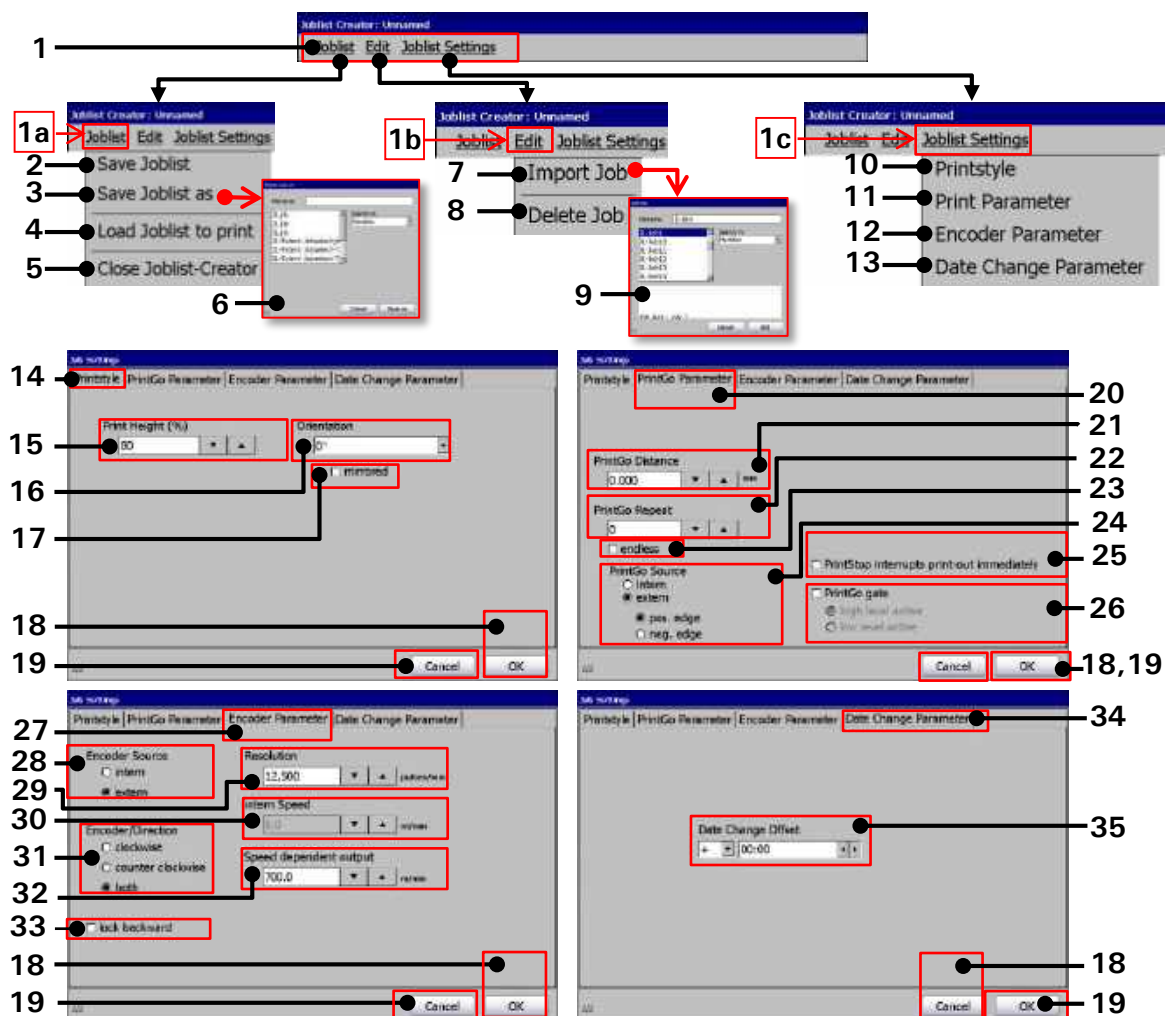 Joblist Creator: Unnamed
1
Joblist Edit Joblist Settings
Joblist Creator: Unnamed
1a
Joblist Edit Joblist Settings
2
Save Joblist
3
Save Joblist as
4
Load Joblist to print
5
Close Joblist-Creator
6
Joblist Creator: Unnamed
1b
Joblist Edit Joblist Settings
7
Import Job
8
Delete Job
9
Joblist Creator: Unnamed
1c
Joblist Edit Joblist Settings
10
Printstyle
11
Print Parameter
12
Encoder Parameter
13
Date Change Parameter
14
Printstyle PrintGo Parameter Encoder Parameter Date Change Parameter
15
Print Height (%)
80
Orientation
0°
16
mirrored
17
18
19
Cancel OK
Printstyle PrintGo Parameter Encoder Parameter Date Change Parameter
20
21
PrintGo Distance
0.000 mm
22
PrintGo Repeat
0
23
endless
24
PrintGo Source
intern
extern
pos. edge
neg. edge
25
PrintStop interrupts print-out immediately
PrintGo gate
high level active
low level active
26
Cancel OK
18,19
Printstyle PrintGo Parameter Encoder Parameter Date Change Parameter
27
28
Encoder Source
intern
extern
29
Resolution
12,500
30
intern Speed
31
Encoder/Direction
clockwise
counter clockwise
both
32
Speed dependent output
700.0
33
lock backward
18
19
Cancel OK
Printstyle PrintGo Parameter Encoder Parameter Date Change Parameter
34
35
Date Change Offset
+ 00:00
18
Cancel OK
19